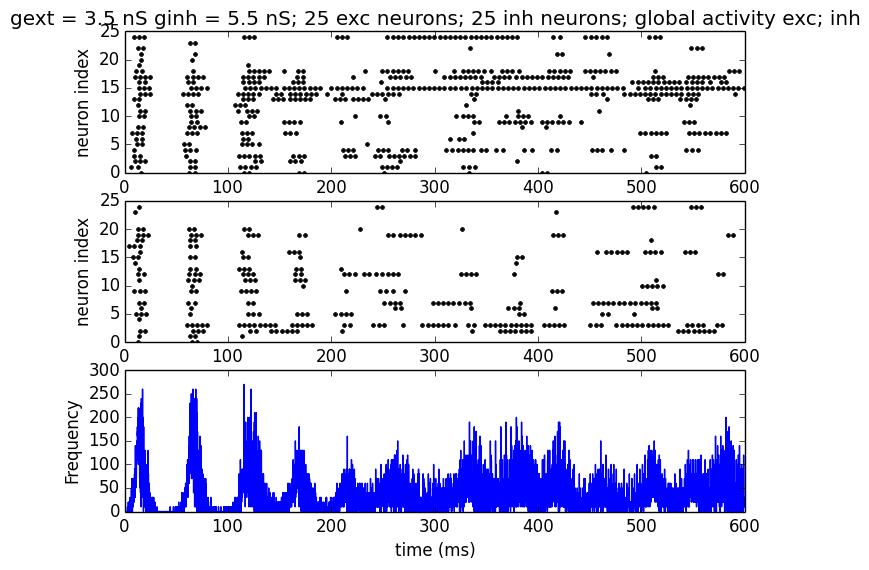 gext = 3.5 nS ginh = 5.5 nS; 25 exc neurons; 25 inh neurons; global activity exc; inh
25
20
15
10
5
0
neuron index
0 100 200 300 400 500 600
25
20
15
10
5
0
neuron index
0 100 200 300 400 500 600
300
250
200
150
100
50
0
Frequency
0 100 200 300 400 500 600
time (ms)